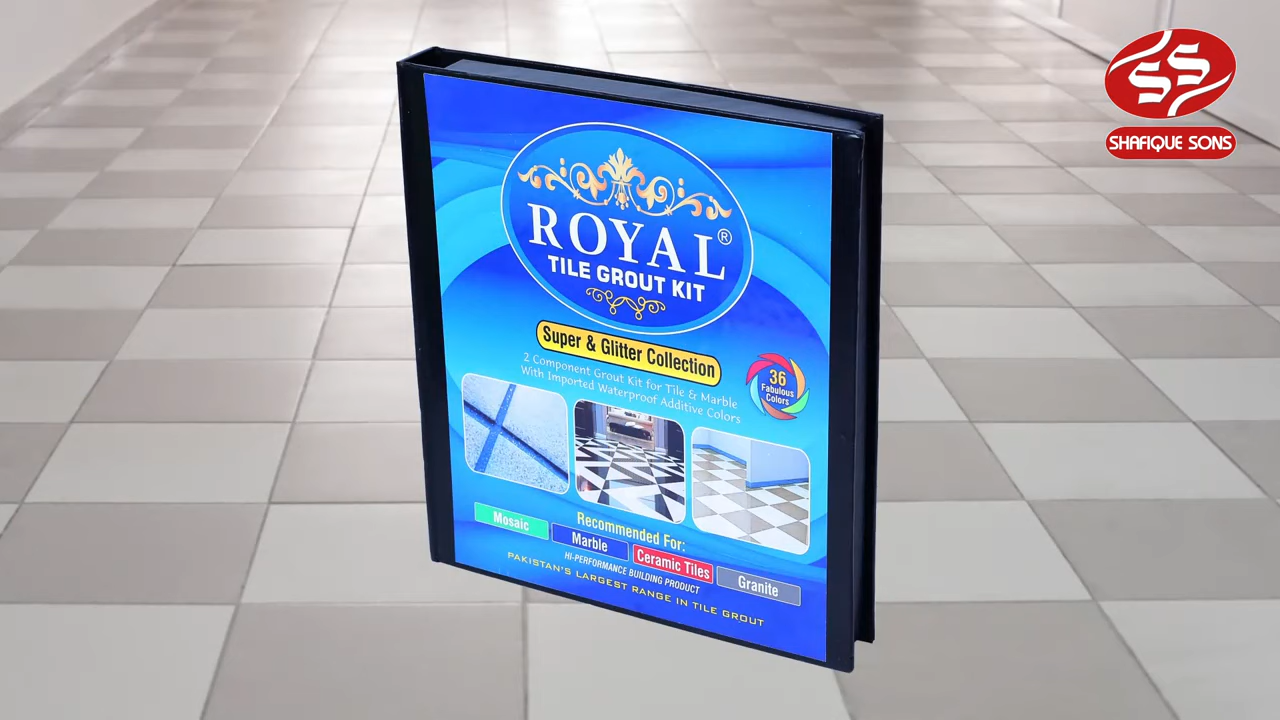 SS
SHAFIQUE SONS
ROYAL®
TILE GROUT KIT
Super & Glitter Collection
2 Component Grout Kit for Tile & Marble
With Imported Waterproof Additive Colors
36
Fabulous
Colors
Recommended For:
Mosaic
Marble
Ceramic Tiles
Granite
HI-PERFORMANCE BUILDING PRODUCT
PAKISTAN'S LARGEST RANGE IN TILE GROUT